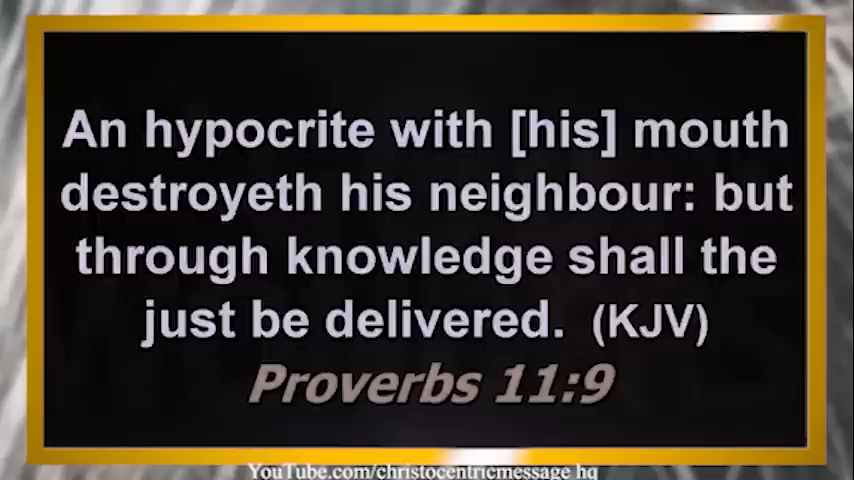 An hypocrite with [his] mouth
destroyeth his neighbour: but
through knowledge shall the
just be delivered. (KJV)
Proverbs 11:9
YouTube.com/christocentricmessage hq